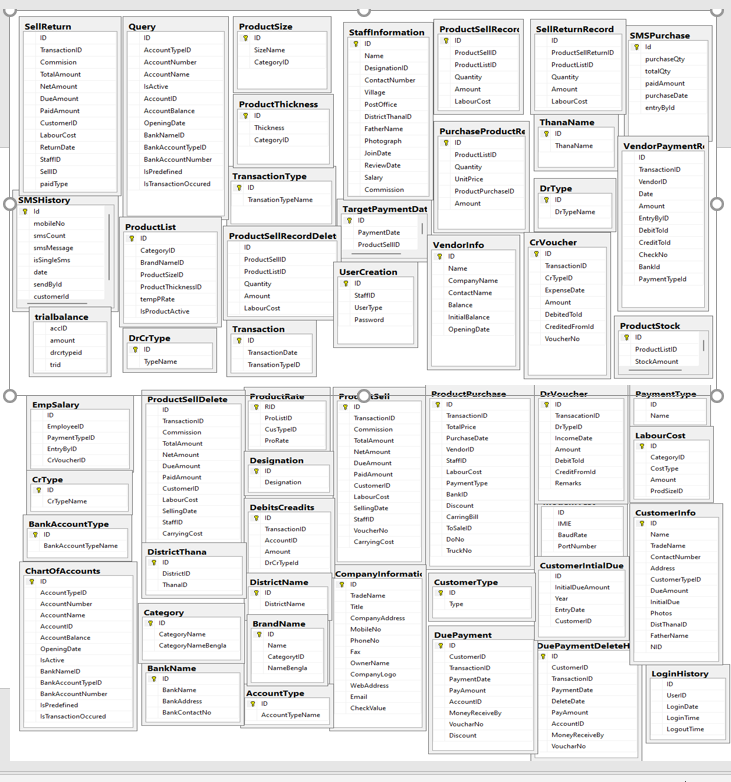 SellReturn
ID
TransactionID
Commision
TotalAmount
NetAmount
DueAmount
PaidAmount
CustomerID
LabourCost
ReturnDate
StaffID
SellID
paidType
Query
ID
AccountTypeID
AccountNumber
AccountName
IsActive
AccountID
AccountBalance
OpeningDate
BankNameID
BankAccountTypeID
BankAccountNumber
IsPredefined
IsTransactionOccured
ProductSize
ID
SizeName
CategoryID
ProductThickness
ID
Thickness
CategoryID
TransactionType
ID
TransationTypeName
StaffInformation
ID
Name
DesignationID
ContactNumber
Village
PostOffice
DistricThanaID
FatherName
Photograph
JoinDate
ReviewDate
Salary
Commission
ProductSellRecord
ID
ProductSellID
ProductListID
Quantity
Amount
LabourCost
SellReturnRecord
ID
ProductSellReturnID
ProductListID
Quantity
Amount
LabourCost
SMSPurchase
Id
purchaseQty
totalQty
paidAmount
purchaseDate
entryById
PurchaseProductRe
ID
ProductListID
Quantity
UnitPrice
ProductPurchaseID
Amount
ThanaName
ID
ThanaName
DrType
ID
DrTypeName
VendorPaymentRe
ID
TransactionID
VendorID
Date
Amount
EntryByID
DebitToId
CreditToId
CheckNo
BankId
PaymentTypeId
SMSHistory
Id
mobileNo
smsCount
smsMessage
isSingleSms
date
sendById
customerId
ProductList
ID
CategoryID
BrandNameID
ProductSizeID
ProductThicknessID
tempPRate
IsProductActive
ProductSellRecordDelet
ID
ProductSellID
ProductListID
Quantity
Amount
LabourCost
TargetPaymentDat
ID
PaymentDate
ProductSellID
UserCreation
ID
StaffID
UserType
Password
VendorInfo
ID
Name
CompanyName
ContactName
Balance
InitialBalance
OpeningDate
CrVoucher
ID
TransactionID
CrTypeID
ExpenseDate
Amount
DebitedToId
CreditedFromId
VoucherNo
ProductStock
ID
ProductListID
StockAmount
trialbalance
accID
amount
drcrtypeid
trid
DrCrType
ID
TypeName
Transaction
ID
TransactionDate
TransationTypeID
EmpSalary
ID
EmployeeID
PaymentTypeID
EntryByID
CrVoucherID
CrType
ID
CrTypeName
BankAccountType
ID
BankAccountTypeName
ChartOfAccounts
ID
AccountTypeID
AccountNumber
AccountName
AccountID
AccountBalance
OpeningDate
IsActive
BankNameID
BankAccountTypeID
BankAccountNumber
IsPredefined
IsTransactionOccured
ProductSellDelete
ID
TransactionID
Commission
TotalAmount
NetAmount
DueAmount
PaidAmount
CustomerID
LabourCost
SellingDate
StaffID
CarryingCost
DistrictThana
ID
DistrictID
ThanaID
Category
ID
CategoryName
CategoryNameBengla
BankName
ID
BankName
BankAddress
BankContactNo
ProductRate
RID
ProListID
CusTypeID
ProRate
Designation
ID
Designation
DebitsCreadits
ID
TransactionID
AccountID
Amount
DrCrTypeId
DistrictName
ID
DistrictName
BrandName
ID
Name
CategoryID
NameBengla
AccountType
ID
AccountTypeName
ID
TransactionID
Commission
TotalAmount
NetAmount
DueAmount
PaidAmount
CustomerID
LabourCost
SellingDate
StaffID
VoucherNo
CarryingCost
CompanyInformatic
ID
TradeName
Title
CompanyAddress
MobileNo
PhoneNo
Fax
OwnerName
CompanyLogo
WebAddress
Email
CheckValue
ProductPurchase
ID
TransactionID
TotalPrice
PurchaseDate
VendorID
StaffID
LabourCost
PaymentType
BankID
Discount
CarringBill
ToSaleID
DoNo
TruckNo
CustomerType
ID
Type
DuePayment
ID
CustomerID
TransactionID
PaymentDate
PayAmount
AccountID
MoneyReceiveBy
VoucharNo
Discount
DrVoucher
ID
TransacationID
DrTypeID
IncomeDate
Amount
DebitToId
CreditFromId
Remarks
ID
IMIE
BaudRate
PortNumber
CustomerIntialDue
ID
InitialDueAmount
Year
EntryDate
CustomerID
DuePaymentDeleteH
ID
CustomerID
TransactionID
PaymentDate
DeleteDate
PayAmount
AccountID
MoneyReceiveBy
VoucharNo
PaymentType
ID
Name
LabourCost
ID
CategoryID
CostType
Amount
ProdSizeID
CustomerInfo
ID
Name
TradeName
ContactNumber
Address
CustomerTypeID
DueAmount
InitialDue
Photos
DistThanaID
FatherName
NID
LoginHistory
ID
UserID
LoginDate
LoginTime
LogoutTime